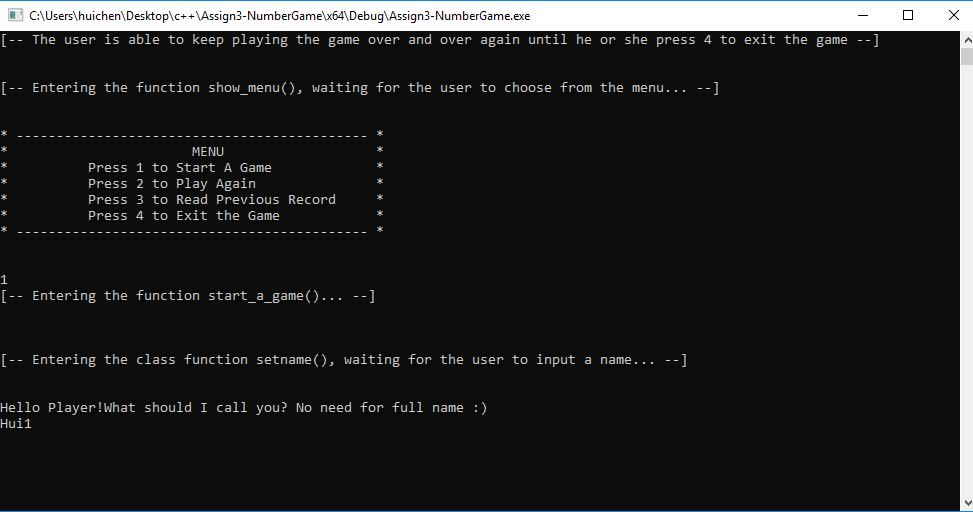 C:\Users\huichen\Desktop\c++\Assign3-NumberGame\x64\Debug\Assign3-NumberGame.exe
[-- The user is able to keep playing the game over and over again until he or she press 4 to exit the game --]
[-- Entering the function show_menu(), waiting for the user to choose from the menu... --]
* -------------------------------------------- *
* MENU *
* Press 1 to Start A Game *
* Press 2 to Play Again *
* Press 3 to Read Previous Record *
* Press 4 to Exit the Game *
* -------------------------------------------- *
1
[-- Entering the function start_a_game()... --]
[-- Entering the class function setname(), waiting for the user to input a name... --]
Hello Player!What should I call you? No need for full name :)
Hui1